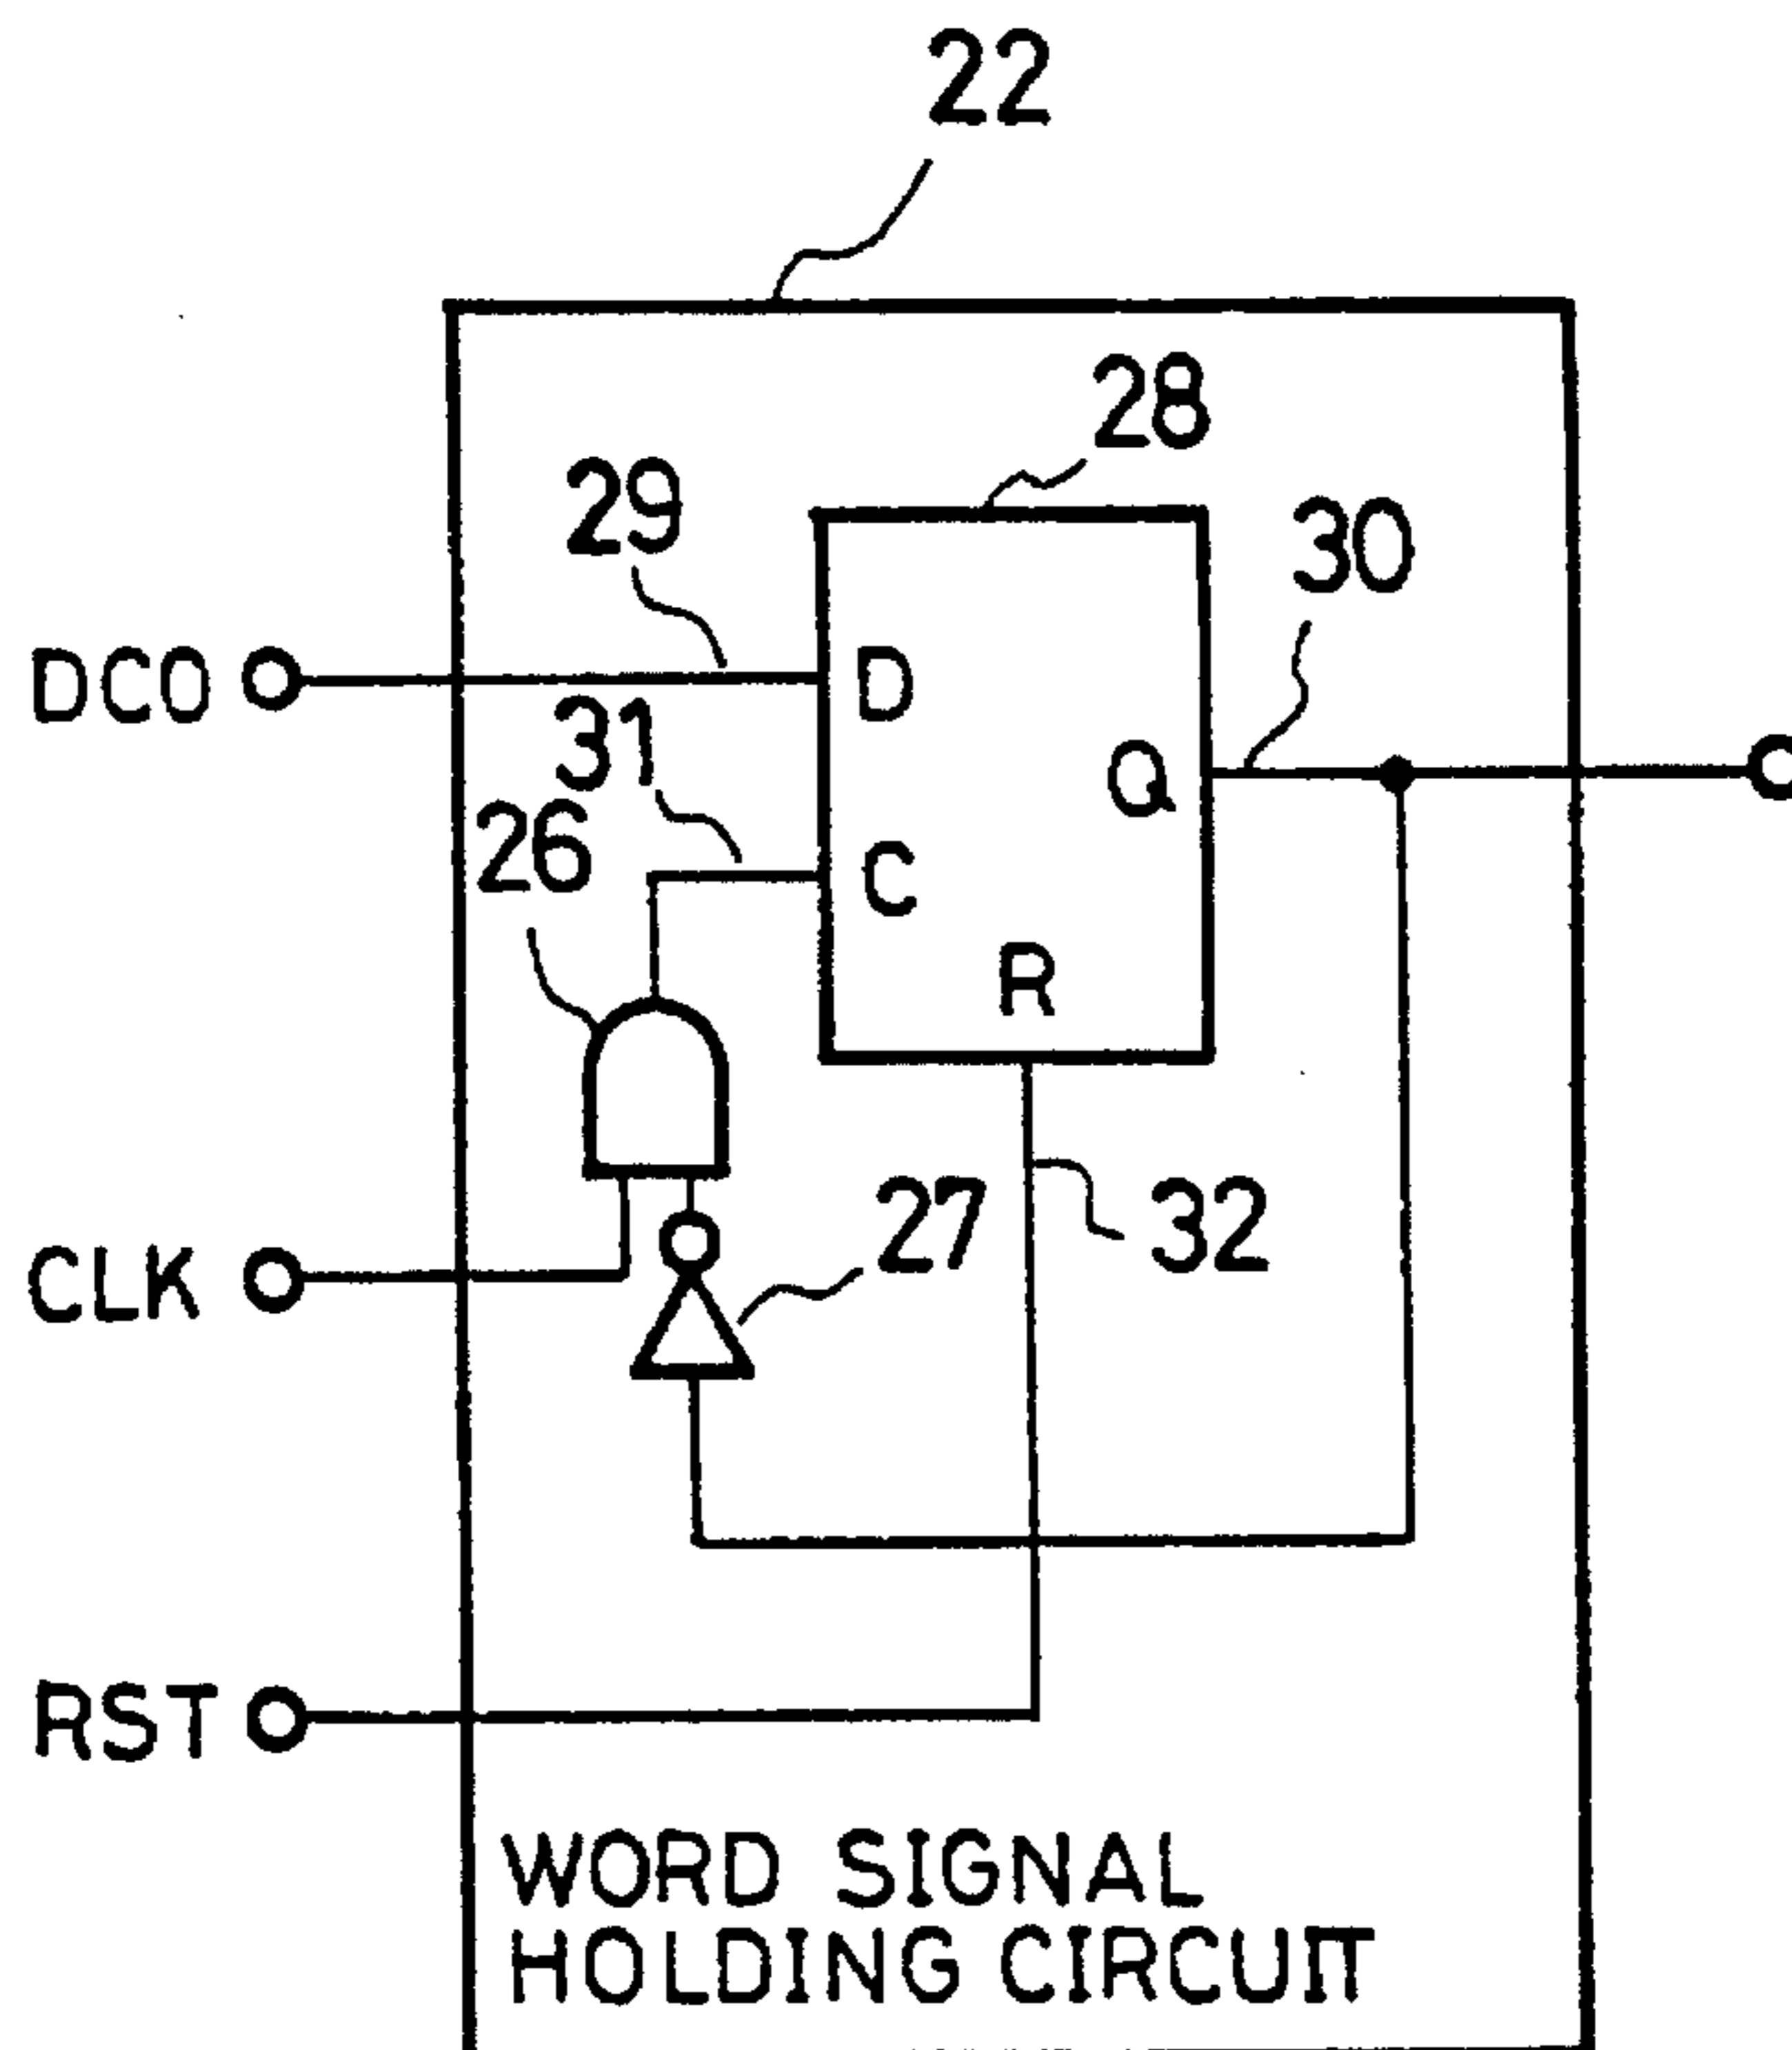 22
28
29
30
DCO
D
31
Q
26
C
R
27
32
CLK
RST
WORD SIGNAL
HOLDING CIRCUIT